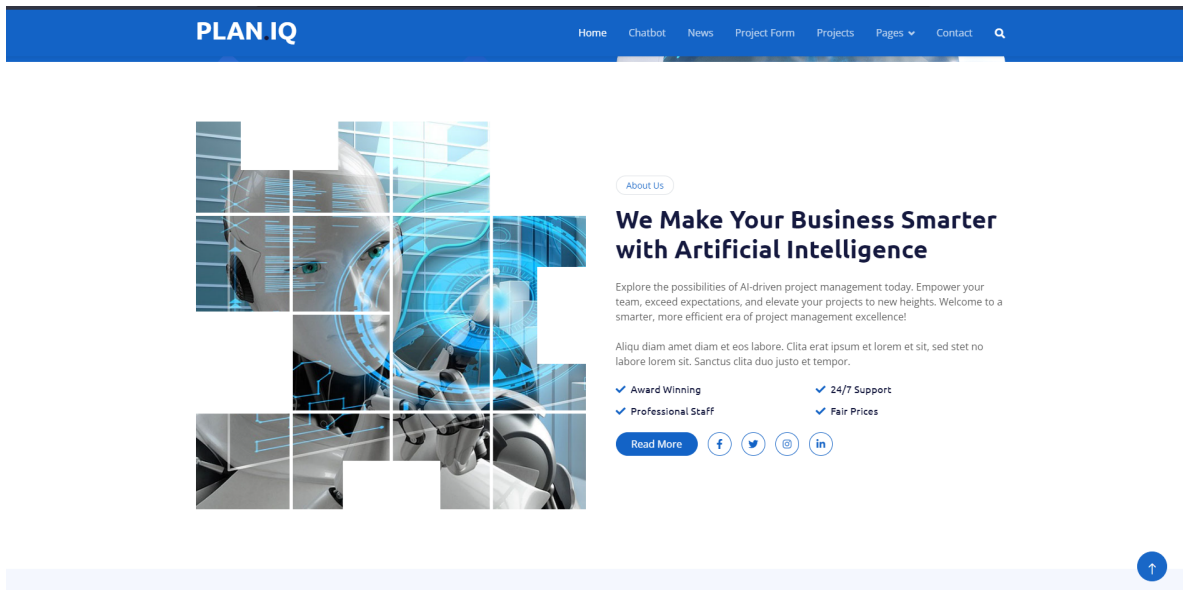 PLAN.IQ
Home Chatbot News Project Form Projects Pages Contact
About Us
We Make Your Business Smarter
with Artificial Intelligence
Explore the possibilities of AI-driven project management today. Empower your
team, exceed expectations, and elevate your projects to new heights. Welcome to a
smarter, more efficient era of project management excellence!
Aliqu diam amet diam et eos labore. Clita erat ipsum et lorem et sit, sed stet no
labore lorem sit. Sanctus clita duo justo et tempor.
Award Winning 24/7 Support
Professional Staff Fair Prices
Read More